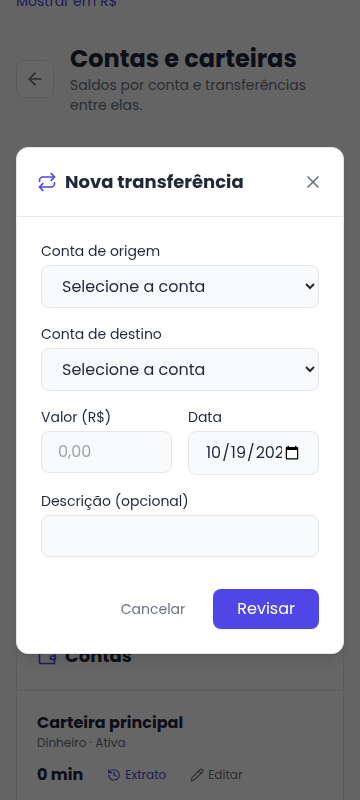 Mostrar em R$
Contas e carteiras
Saldos por conta e transferências
entre elas.
Nova transferência
Conta de origem
Selecione a conta
Conta de destino
Selecione a conta
Valor (R$)
Data
0,00
10/19/202
Descrição (opcional)
Cancelar
Revisar
Contas
Carteira principal
Dinheiro · Ativa
0 min
Extrato
Editar